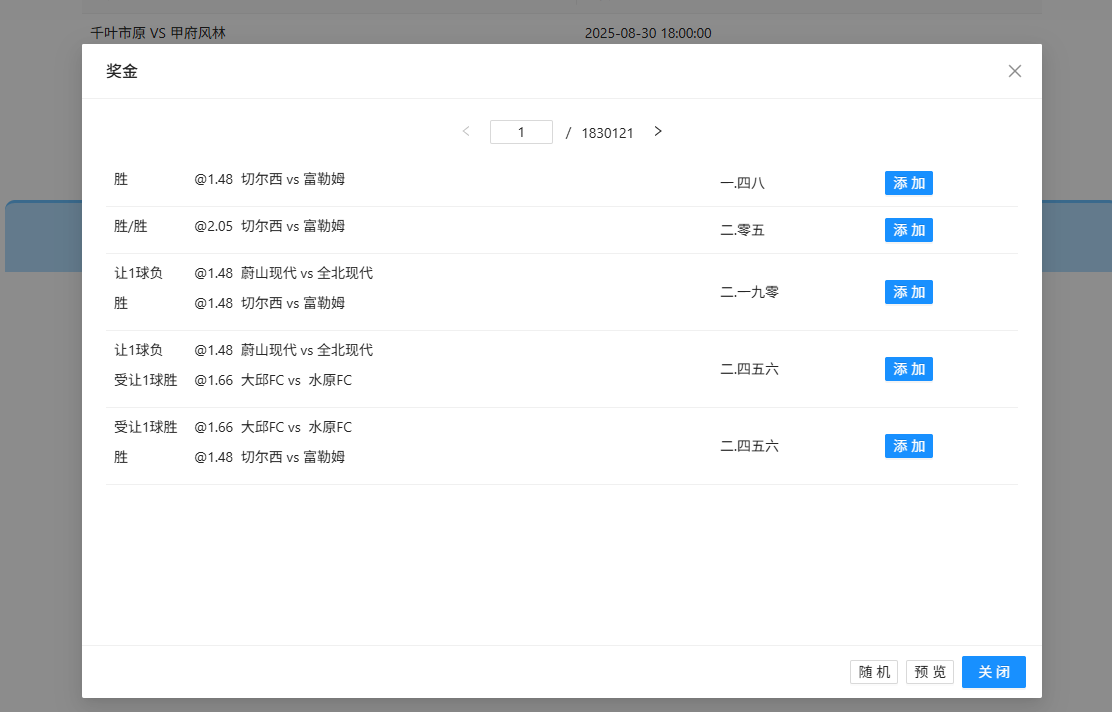 千叶市原 VS 甲府风林 2025-08-30 18:00:00
奖金
1 / 1830121
胜 @1.48 切尔西 vs 富勒姆 一.四八 添加
胜/胜 @2.05 切尔西 vs 富勒姆 二.零五 添加
让1球负 @1.48 蔚山现代 vs 全北现代
胜 @1.48 切尔西 vs 富勒姆
二.一九零 添加
让1球负 @1.48 蔚山现代 vs 全北现代
受让1球胜 @1.66 大邱FC vs 水原FC
二.四五六 添加
受让1球胜 @1.66 大邱FC vs 水原FC
胜 @1.48 切尔西 vs 富勒姆
二.四五六 添加
随机 预览 关闭